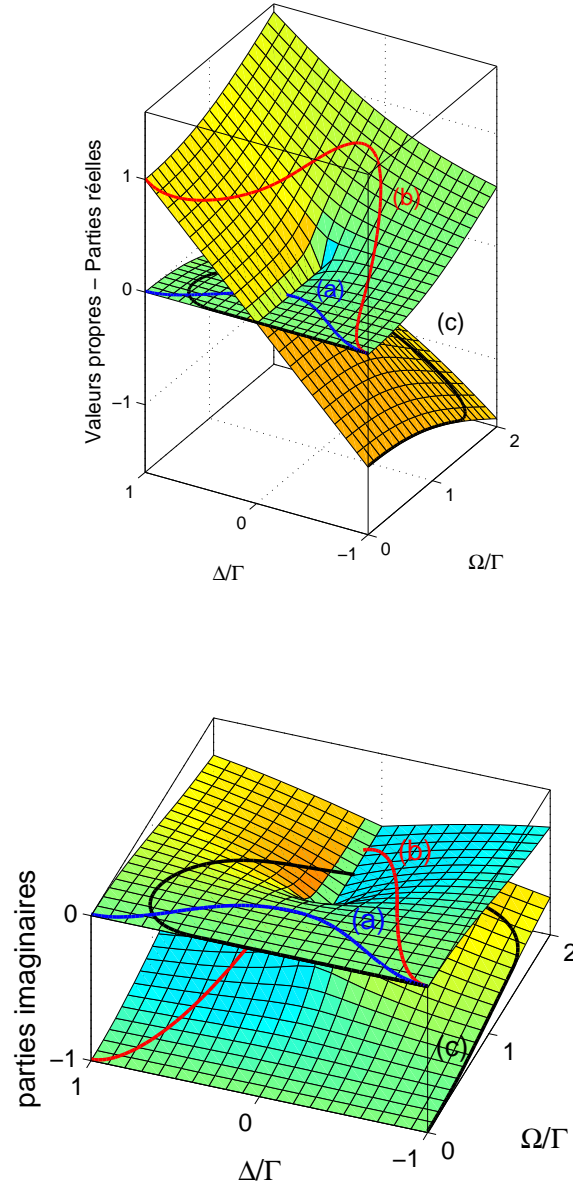 Valeurs propres − Parties réelles
1
0
−1
(b)
(a)
(c)
1
0
−1
0
1
2
Δ/Γ
Ω/Γ
parties imaginaires
0
−1
(b)
(a)
(c)
1
0
−1
0
1
2
Δ/Γ
Ω/Γ